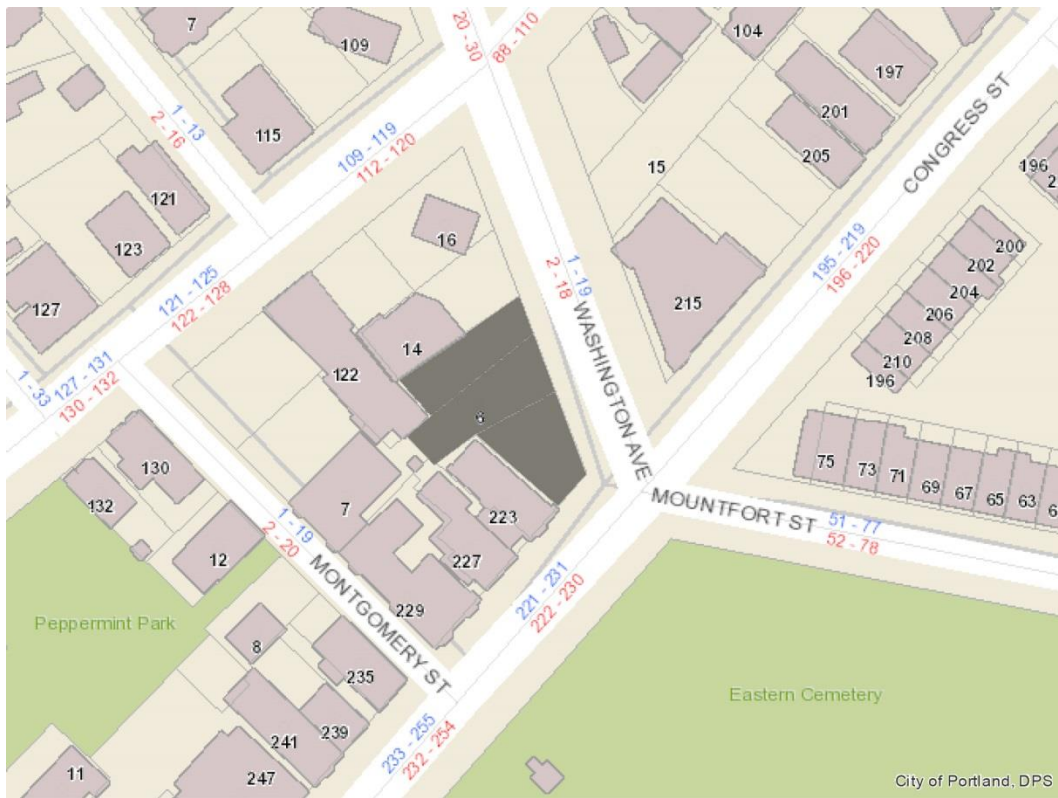 7
109
20 - 30
88 - 110
104
197
201
205
CONGRESS ST
115
1 - 13
2 - 16
109 - 119
112 - 120
15
196
121
123
16
195 - 219
196 - 220
200
202
204
206
208
210
196
127
121 - 125
122 - 128
1 - 19
2 - 18
WASHINGTON AVE
215
14
122
6
1 - 33
127 - 131
130 - 132
130
132
75
73
71
69
67
65
63
MOUNTFORT ST
51 - 77
52 - 78
7
223
227
229
12
1 - 19
2 - 20
MONTGOMERY ST
221 - 231
222 - 230
Peppermint Park
8
235
239
241
247
11
233 - 255
232 - 254
Eastern Cemetery
City of Portland, DPS